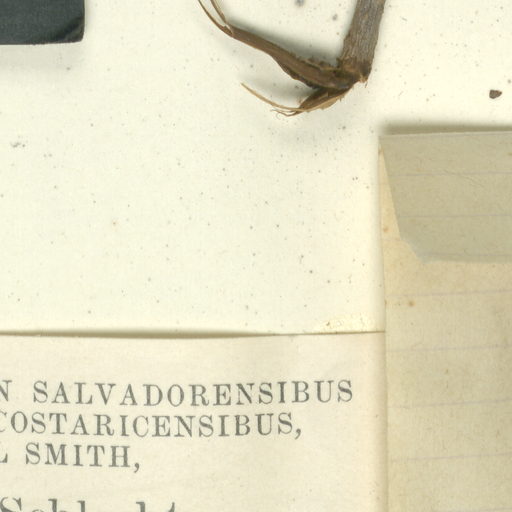 N SALVADORENSIBUS
COSTARICENSIBUS,
L SMITH,